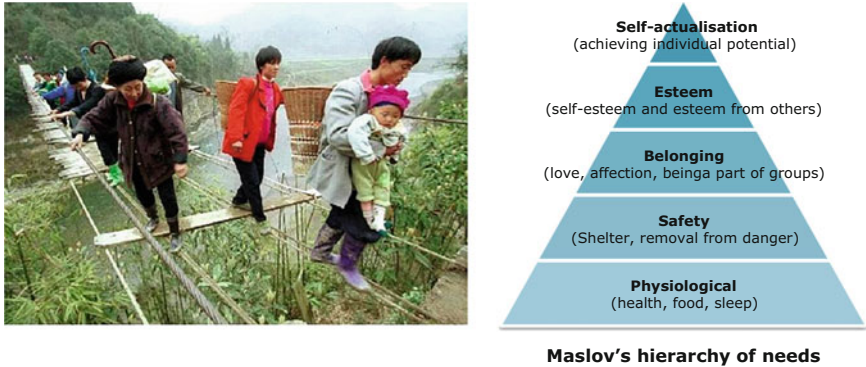 Self-actualisation
(achieving individual potential)
Esteem
(self-esteem and esteem from others)
Belonging
(love, affection, beinga part of groups)
Safety
(Shelter, removal from danger)
Physiological
(health, food, sleep)
Maslov's hierarchy of needs